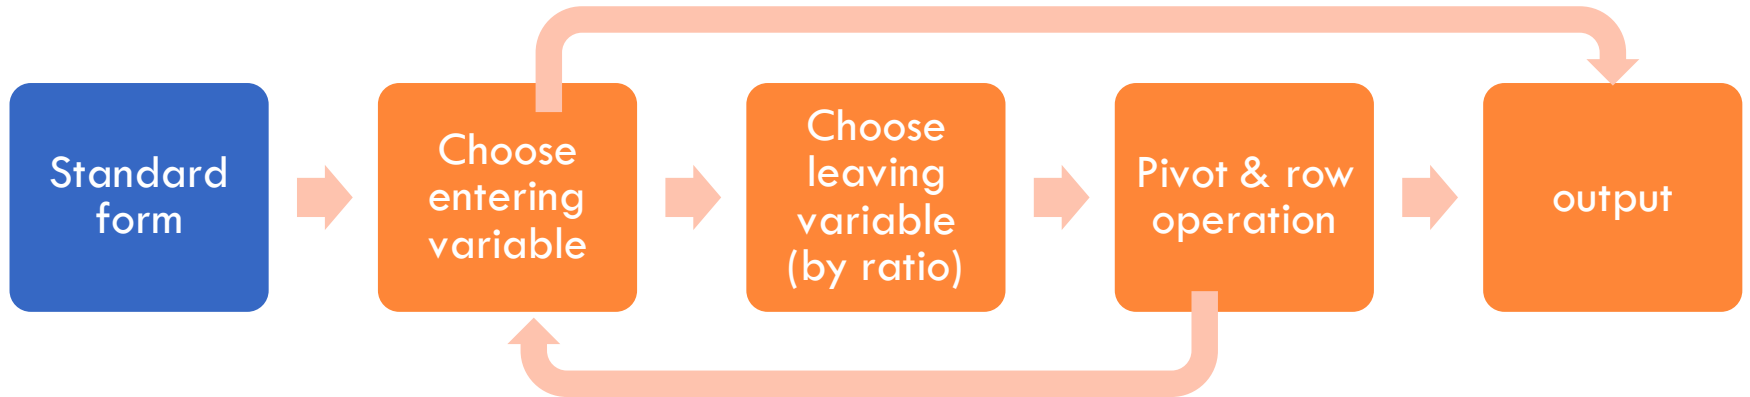 Standard
form
Choose
entering
variable
Choose
leaving
variable
(by ratio)
Pivot & row
operation
output